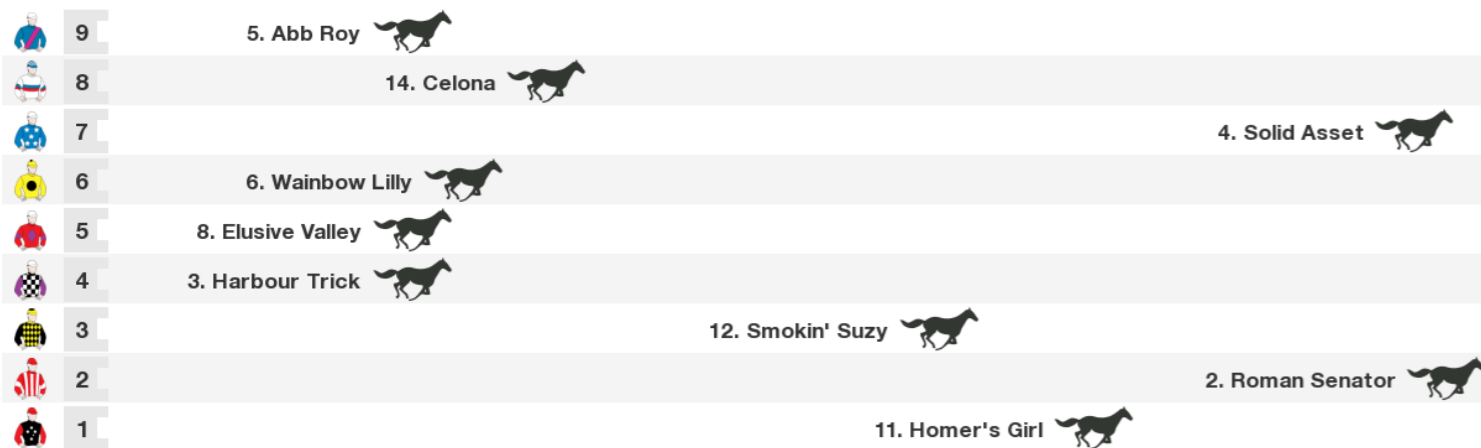 9 5. Abb Roy
8 14. Celona
7 4. Solid Asset
6 6. Wainbow Lilly
5 8. Elusive Valley
4 3. Harbour Trick
3 12. Smokin' Suzy
2 2. Roman Senator
1 11. Homer's Girl